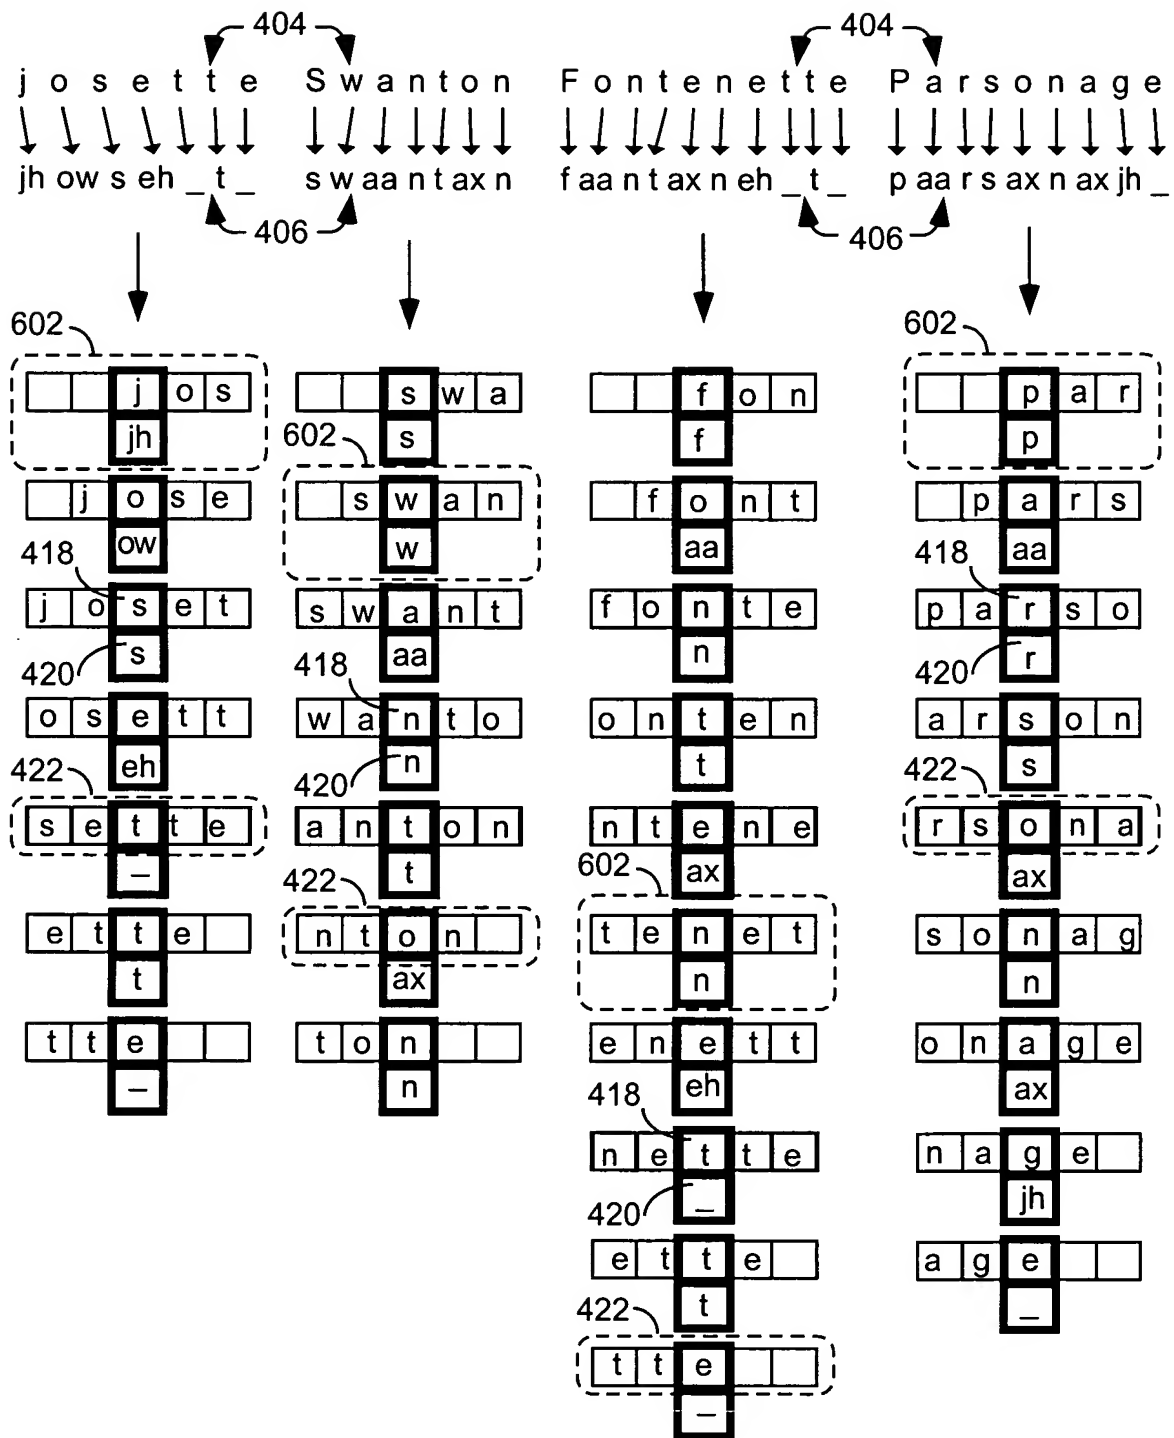 404 404
j o s e t t e S w a n t o n F o n t e n e t t e P a r s o n a g e
jh ow s eh _ t _ s w aa n t ax n f aa n t ax n eh _ t _ p aa r s ax n ax jh _
406 406
602 602
j o s s w a f o n p a r
jh s f p
602
j o s e s w a n f o n t p a r s
ow w aa aa
418 418
j o s e t s w a n t f o n t e p a r s o
s aa n r
420 418 420
o s e t t w a n t o o n t e n a r s o n
eh n t s
422 420 422
s e t t e a n t o n n t e n e r s o n a
_ t ax ax
422 602
e t t e n t o n t e n e t s o n a g
t ax n n
t t e t o n e n e t t o n a g e
_ n eh ax
418
n e t t e n a g e
_ jh
420
e t t e a g e
t _
422
t t e
_